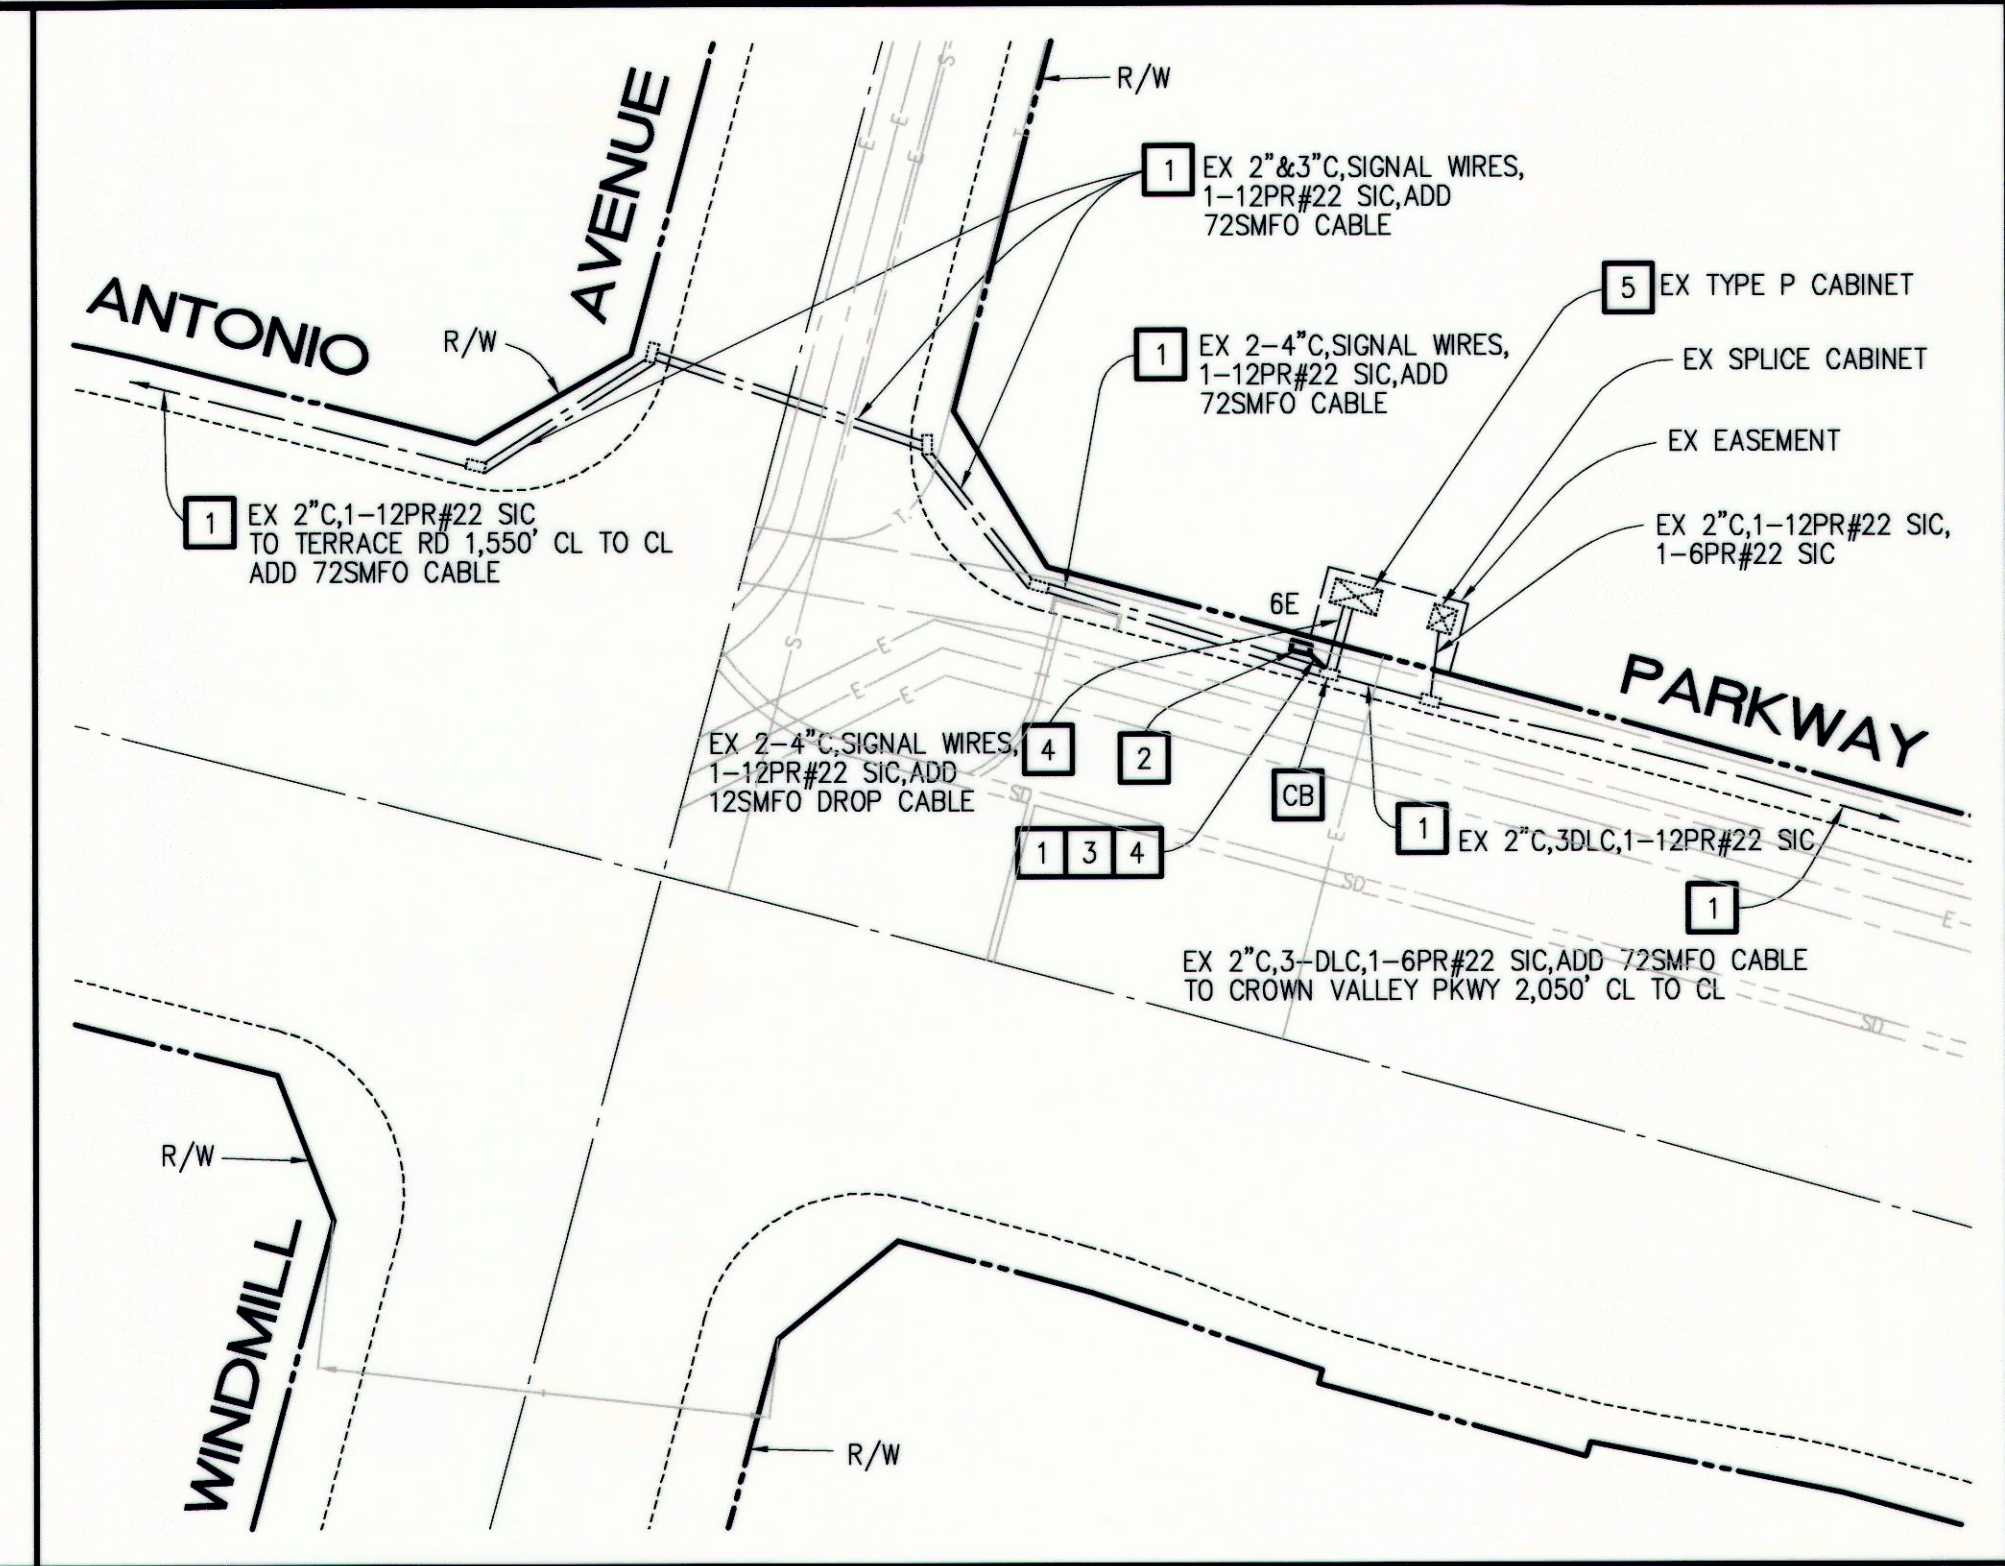 R/W
AVENUE
1 EX 2"&3"C,SIGNAL WIRES,
1-12PR#22 SIC,ADD
72SMFO CABLE
5 EX TYPE P CABINET
ANTONIO
R/W
1 EX 2-4"C,SIGNAL WIRES,
1-12PR#22 SIC,ADD
72SMFO CABLE
EX SPLICE CABINET
EX EASEMENT
1 EX 2"C,1-12PR#22 SIC
TO TERRACE RD 1,550' CL TO CL
ADD 72SMFO CABLE
EX 2"C,1-12PR#22 SIC,
1-6PR#22 SIC
6E
PARKWAY
EX 2-4"C,SIGNAL WIRES,
1-12PR#22 SIC,ADD
12SMFO DROP CABLE
4
2
CB
1 EX 2"C,3DLC,1-12PR#22 SIC
1 3 4
1
EX 2"C,3-DLC,1-6PR#22 SIC,ADD 72SMFO CABLE
TO CROWN VALLEY PKWY 2,050' CL TO CL
R/W
WINDMILL
R/W
S
E
E
E
T
T
S
E
E
E
SD
E
SD
E
SD